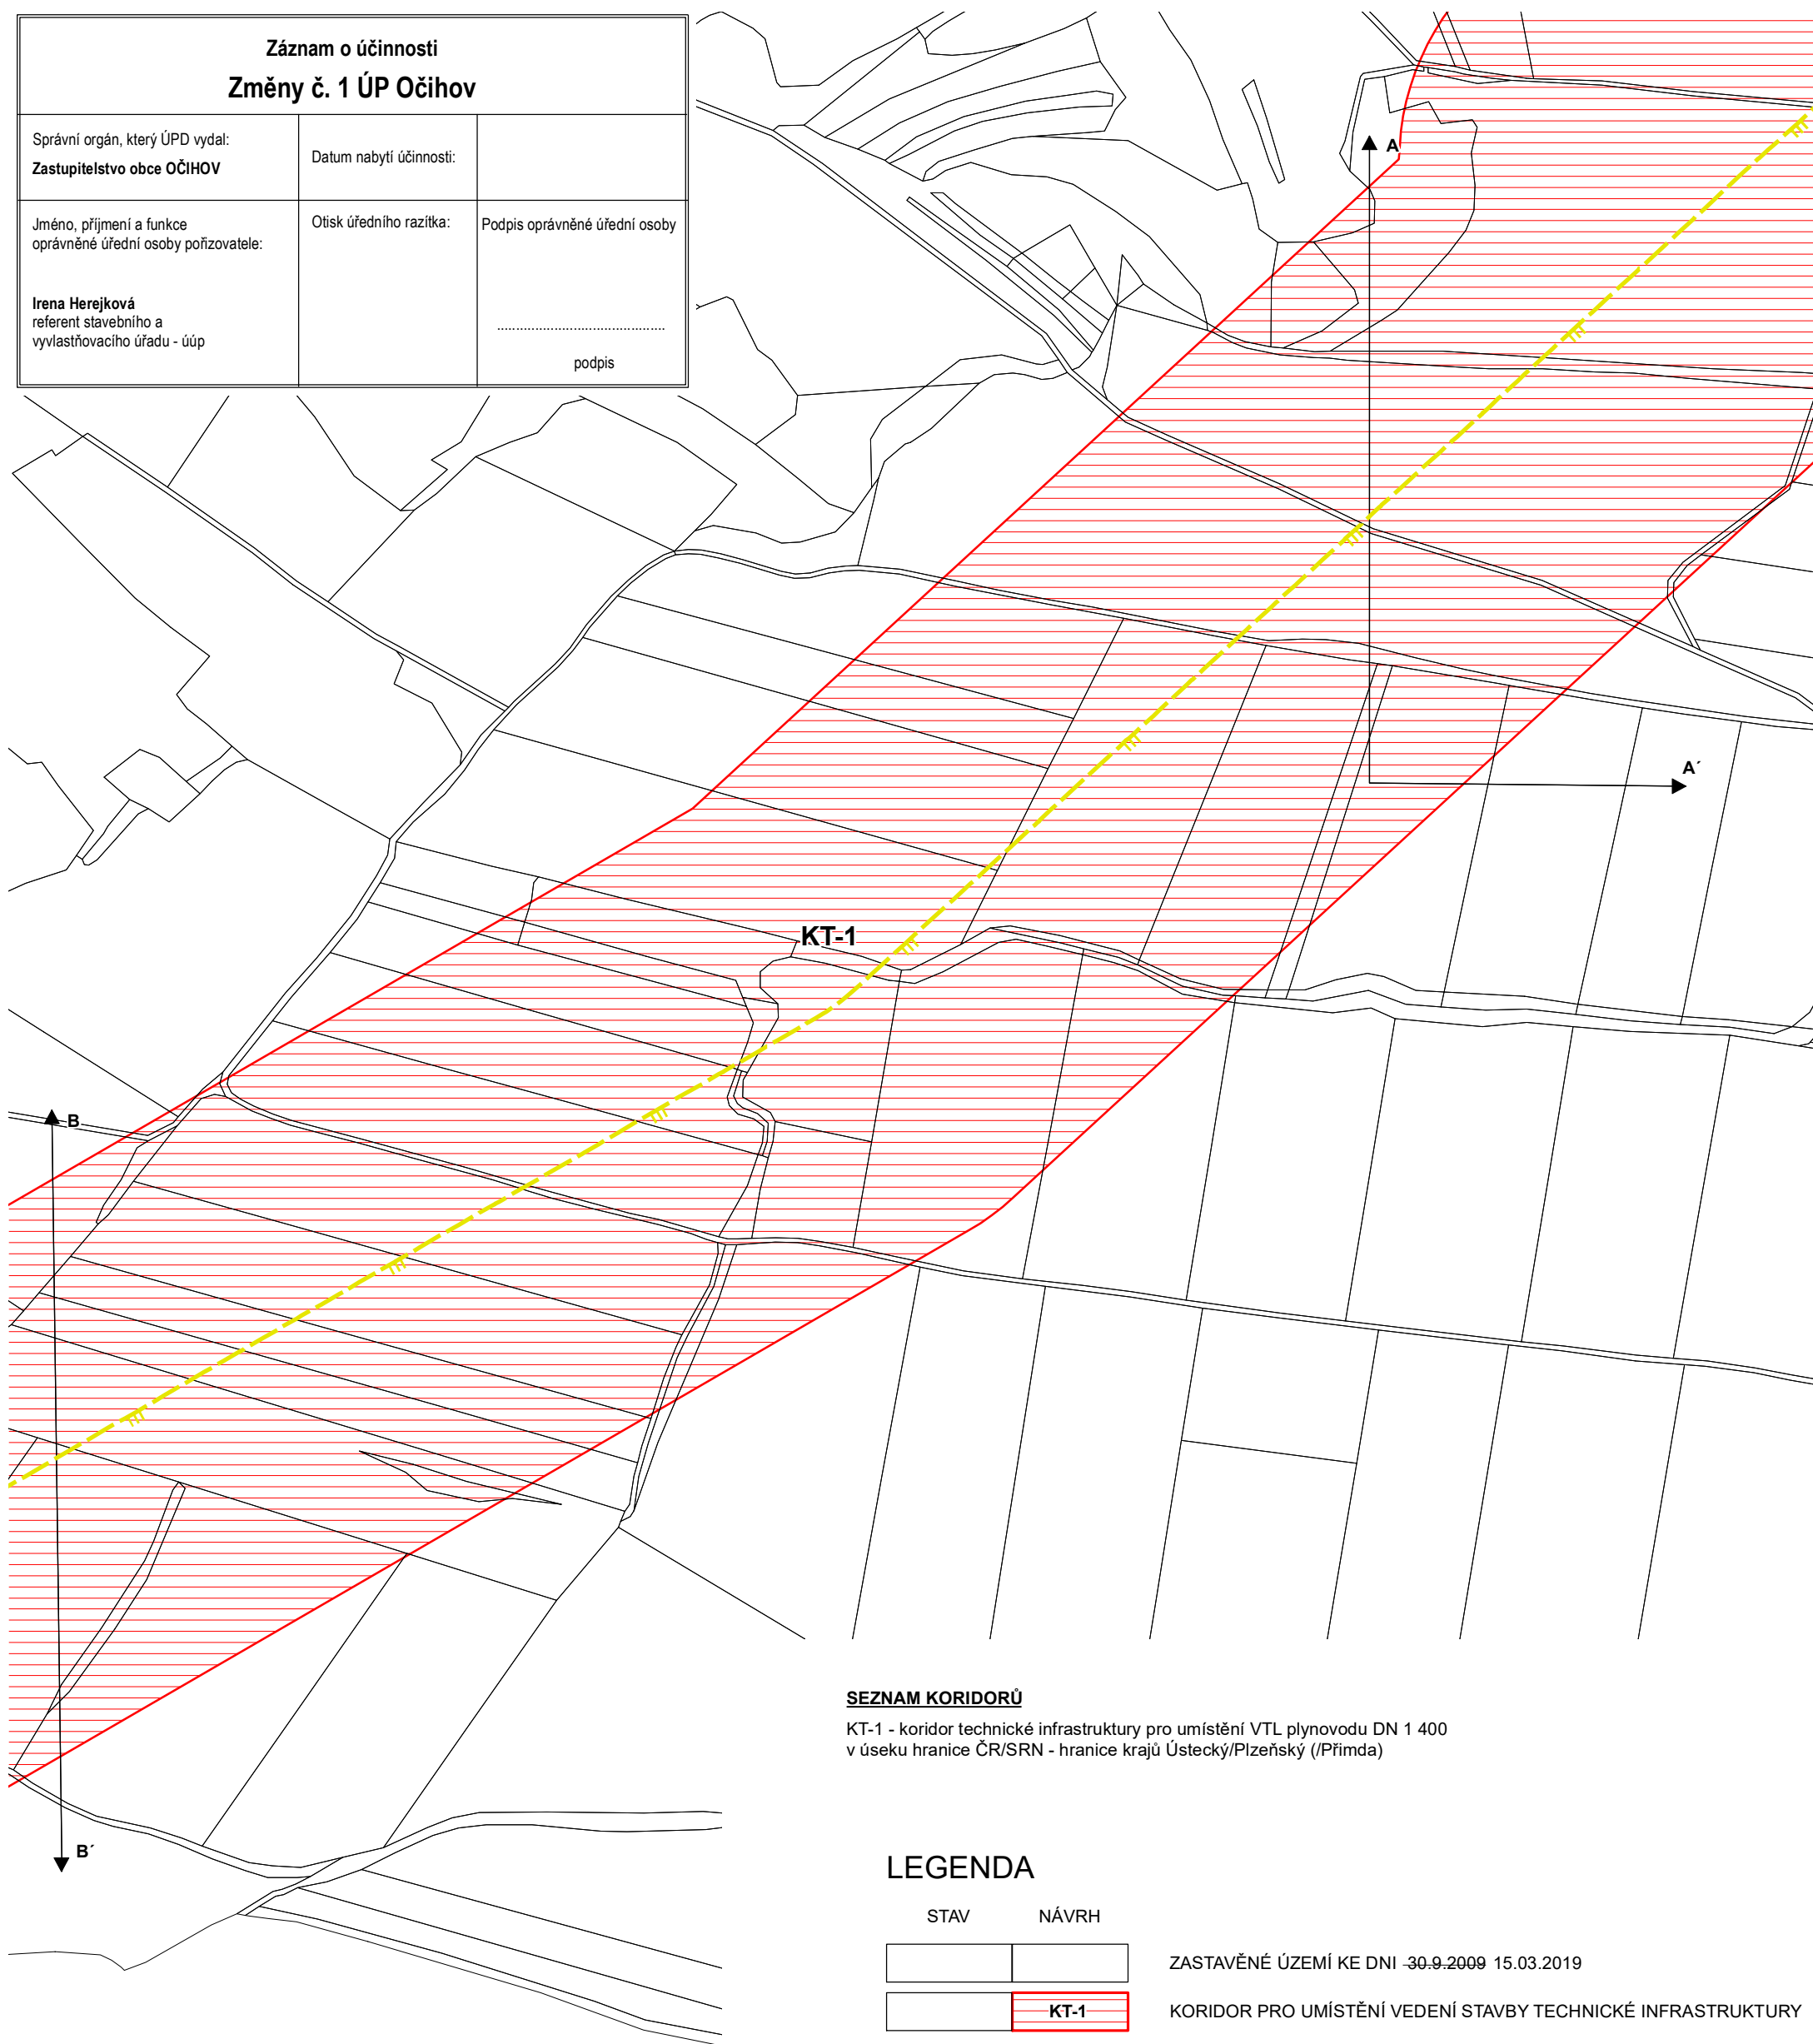 Záznam o účinnosti
Změny č. 1 ÚP Očihov
Správní orgán, který ÚPD vydal:
Zastupitelstvo obce OČIHOV
Datum nabytí účinnosti:
Jméno, příjmení a funkce
oprávněné úřední osoby pořizovatele:
Irena Herejková
referent stavebního a
vyvlastňovacího úřadu - úúp
Otisk úředního razítka:
Podpis oprávněné úřední osoby
........................................
podpis
A
A´
KT-1
B
B´
SEZNAM KORIDORŮ
KT-1 - koridor technické infrastruktury pro umístění VTL plynovodu DN 1 400
v úseku hranice ČR/SRN - hranice krajů Ústecký/Plzeňský (/Přimda)
LEGENDA
STAV NÁVRH
ZASTAVĚNÉ ÚZEMÍ KE DNI 30.9.2009 15.03.2019
KT-1 KORIDOR PRO UMÍSTĚNÍ VEDENÍ STAVBY TECHNICKÉ INFRASTRUKTURY